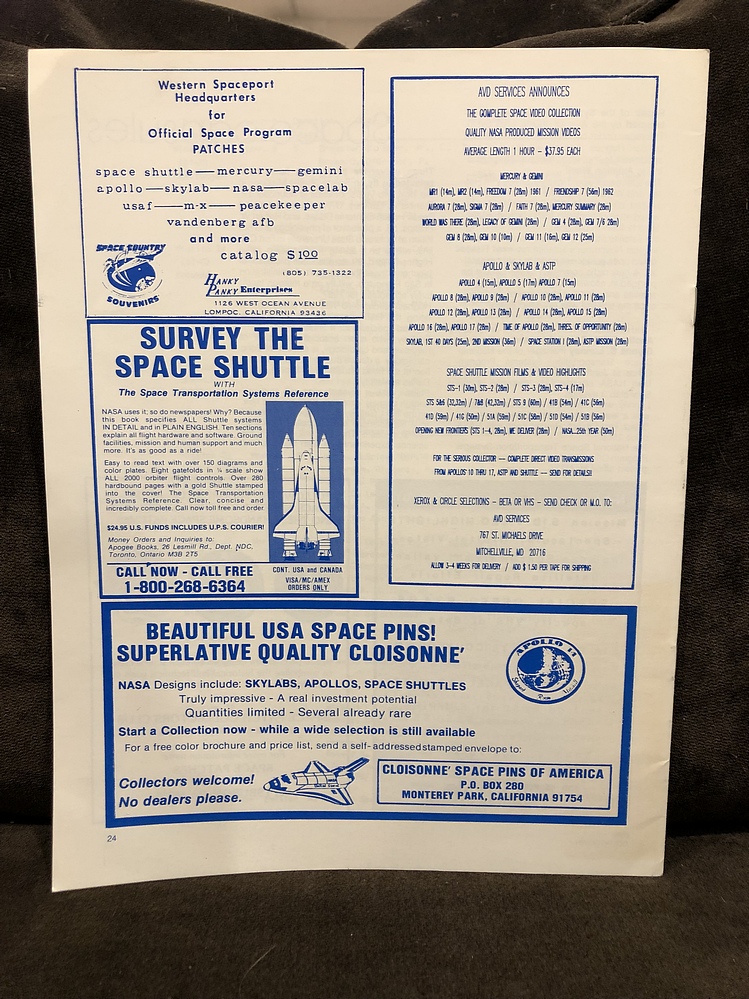 Western Spaceport
Headquarters
for
Official Space Program
PATCHES
space shuttle — mercury — gemini
apollo — skylab — nasa — spacelab
usaf — m-x — peacekeeper
vandenberg afb
and more
catalog $1.00
SPACE COUNTRY
SOUVENIRS
(805) 735-1322
HANKY
PANKY Enterprises
1126 WEST OCEAN AVENUE
LOMPOC, CALIFORNIA 93436
SURVEY THE
SPACE SHUTTLE
WITH
The Space Transportation Systems Reference
NASA uses it; so do newspapers! Why? Because
this book specifies ALL Shuttle systems
IN DETAIL and in PLAIN ENGLISH. Ten sections
explain all flight hardware and software. Ground
facilities, mission and human support and much
more. It's as good as a ride!
Easy to read text with over 150 diagrams and
color plates. Eight gatefolds in ¼ scale show
ALL 2000 orbiter flight controls. Over 280
hardbound pages with a gold Shuttle stamped
into the cover! The Space Transportation
Systems Reference. Clear, concise and
incredibly complete. Call now toll free and order.
$24.95 U.S. FUNDS INCLUDES U.P.S. COURIER!
Money Orders and Inquiries to:
Apogee Books, 26 Lesmill Rd., Dept. NDC,
Toronto, Ontario M3B 2T5
CALL NOW - CALL FREE
1-800-268-6364
CONT. USA and CANADA
VISA/MC/AMEX
ORDERS ONLY
AVD SERVICES ANNOUNCES
THE COMPLETE SPACE VIDEO COLLECTION
QUALITY NASA PRODUCED MISSION VIDEOS
AVERAGE LENGTH 1 HOUR – $37.95 EACH
MERCURY & GEMINI
MR1 (14m), MR2 (14m), FREEDOM 7 (28m) 1961 / FRIENDSHIP 7 (56m) 1962
AURORA 7 (28m), SIGMA 7 (28m) / FAITH 7 (28m), MERCURY SUMMARY (28m)
WORLD WAS THERE (28m), LEGACY OF GEMINI (28m) / GEM 4 (28m), GEM 7/6 28m)
GEM 8 (28m), GEM 10 (10m) / GEM 11 (16m), GEM 12 (25m)
APOLLO & SKYLAB & ASTP
APOLLO 4 (15m), APOLLO 5 (17m) APOLLO 7 (15m)
APOLLO 8 (28m), APOLLO 9 (28m) / APOLLO 10 (28m), APOLLO 11 (28m)
APOLLO 12 (28m), APOLLO 13 (28m) / APOLLO 14 (28m), APOLLO 15 (28m)
APOLLO 16 (28m), APOLLO 17 (28m) / TIME OF APOLLO (28m), THRES. OF OPPORTUNITY (28m)
SKYLAB, 1ST 40 DAYS (25m), 2ND MISSION (36m) / SPACE STATION I (28m), ASTP MISSION (28m)
SPACE SHUTTLE MISSION FILMS & VIDEO HIGHLIGHTS
STS-1 (30m), STS-2 (28m) / STS-3 (28m), STS-4 (17m)
STS 5&6 (32,32m) / 7&8 (42,32m) / STS 9 (60m) / 41B (54m) / 41C (56m)
41D (59m) / 41G (50m) / 51A (59m) / 51C (58m) / 51D (54m) / 51B (56m)
OPENING NEW FRONTIERS (STS 1-4, 28m), WE DELIVER (28m) / NASA..25th YEAR (50m)
FOR THE SERIOUS COLLECTOR – COMPLETE DIRECT VIDEO TRANSMISSIONS
FROM APOLLOS' 10 THRU 17, ASTP AND SHUTTLE – SEND FOR DETAILS!!
XEROX & CIRCLE SELECTIONS – BETA OR VHS – SEND CHECK OR M.O. TO:
AVD SERVICES
767 ST. MICHAELS DRIVE
MITCHELLVILLE, MD 20716
ALLOW 3-4 WEEKS FOR DELIVERY / ADD $1.50 PER TAPE FOR SHIPPING
BEAUTIFUL USA SPACE PINS!
SUPERLATIVE QUALITY CLOISONNE'
NASA Designs include: SKYLABS, APOLLOS, SPACE SHUTTLES
Truly impressive - A real investment potential
Quantities limited - Several already rare
Start a Collection now - while a wide selection is still available
For a free color brochure and price list, send a self-addressed stamped envelope to:
APOLLO 14
Shepard Roosa Mitchell
Collectors welcome!
No dealers please.
CLOISONNE' SPACE PINS OF AMERICA
P.O. BOX 280
MONTEREY PARK, CALIFORNIA 91754
24